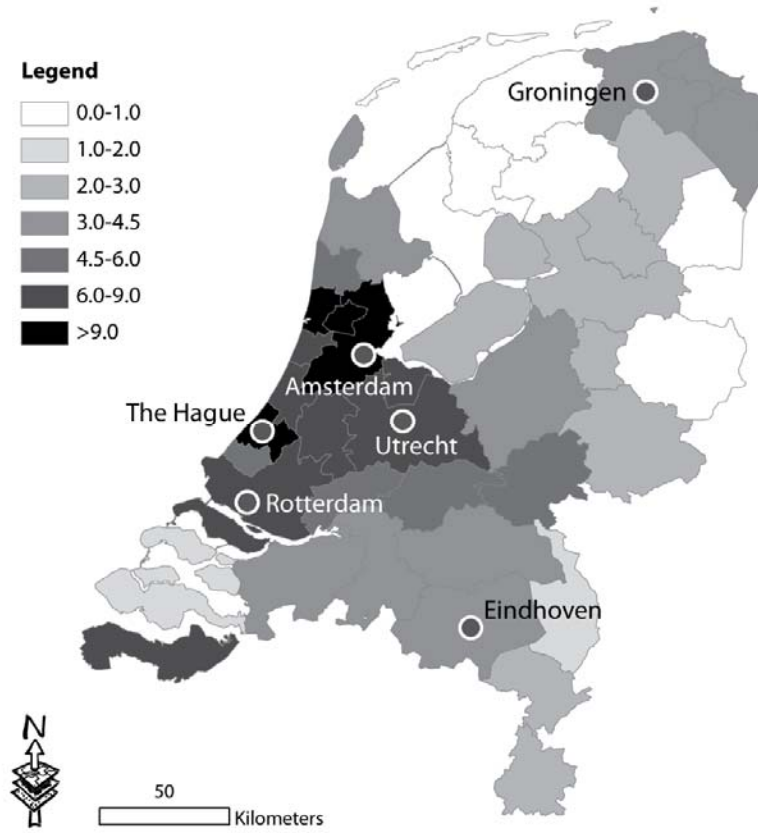 Legend
0.0-1.0
1.0-2.0
2.0-3.0
3.0-4.5
4.5-6.0
6.0-9.0
>9.0
Groningen
Amsterdam
The Hague
Utrecht
Rotterdam
Eindhoven
N
50
Kilometers